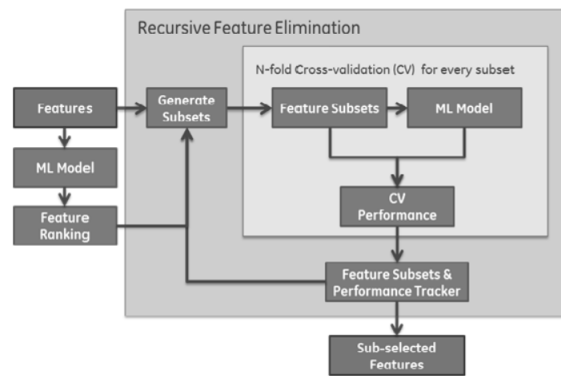 Recursive Feature Elimination
N-fold Cross-validation (CV) for every subset
Features
Generate
Subsets
Feature Subsets
ML Model
ML Model
Feature
Ranking
CV
Performance
Feature Subsets &
Performance Tracker
Sub-selected
Features